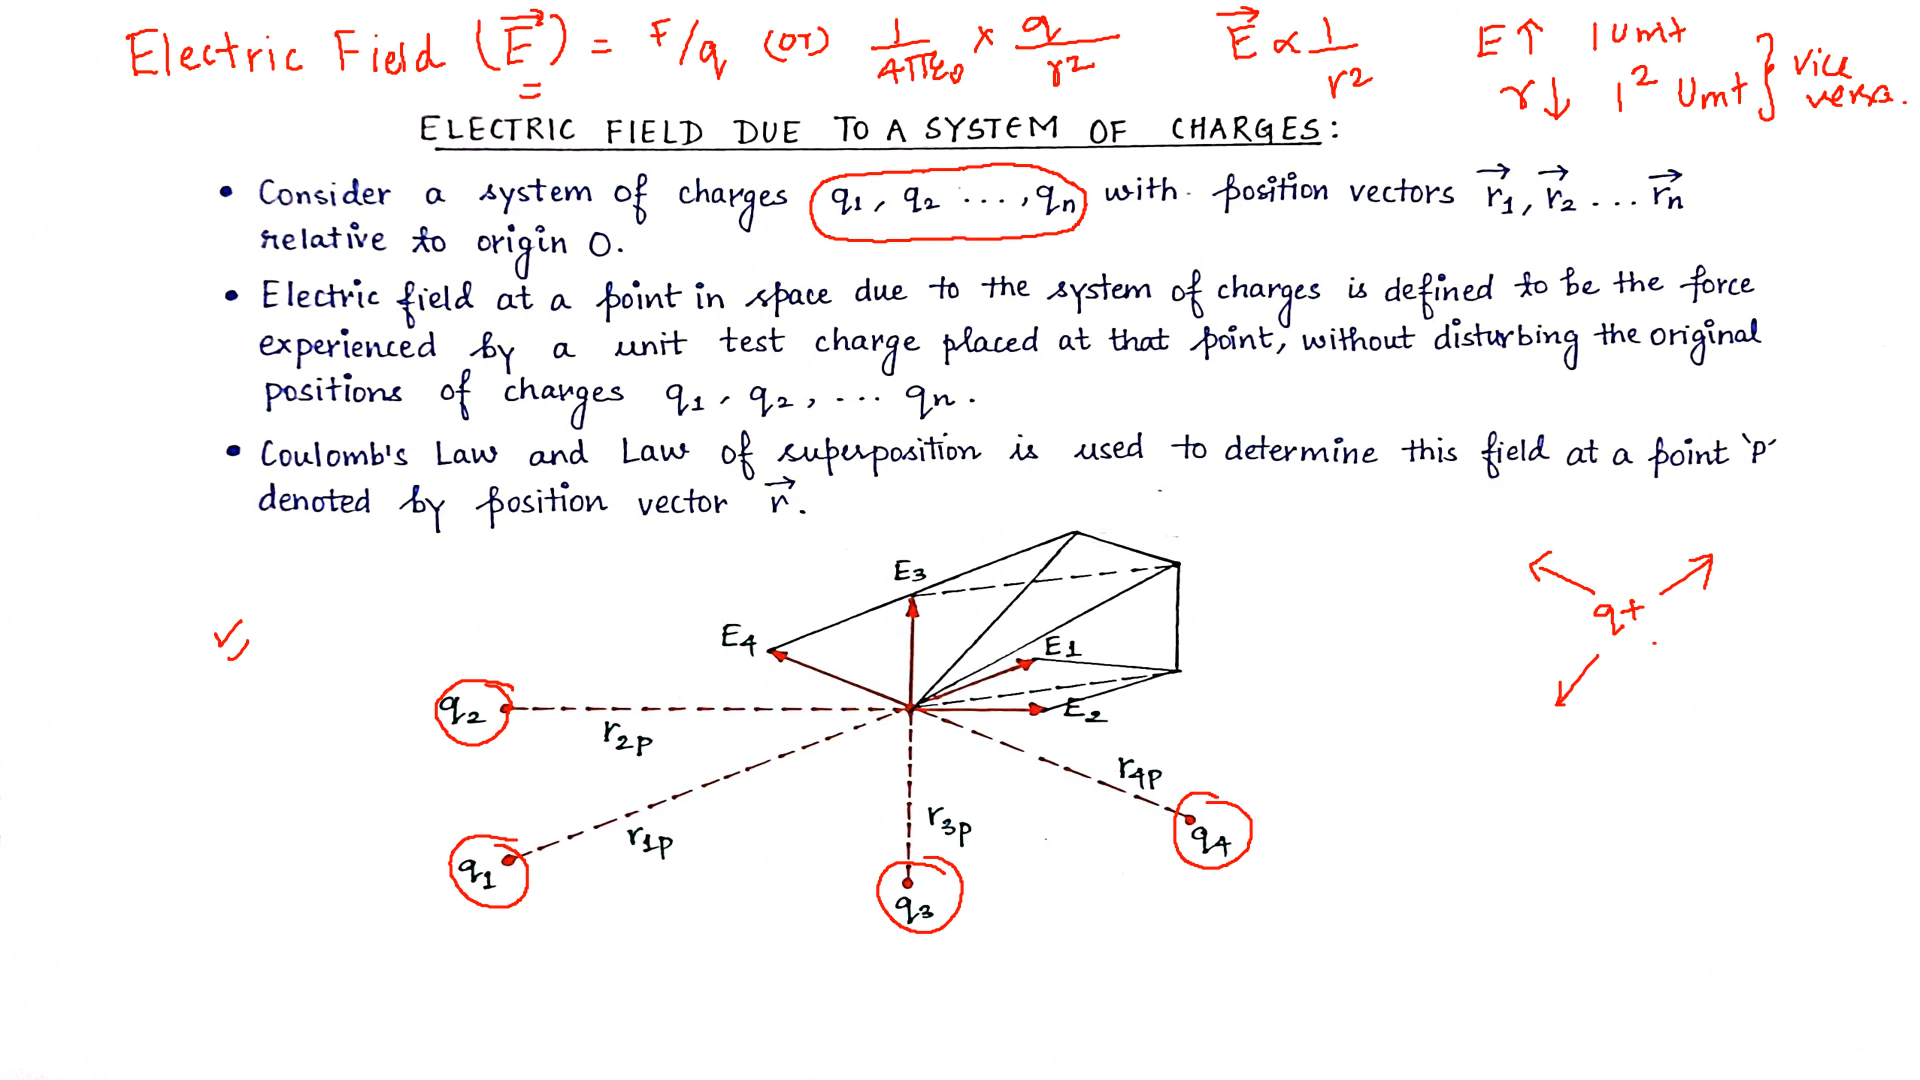 Electric Field (E⃗) = F/q (or) 1/4πε₀ × q/r² E⃗ ∝ 1/r² E↑ 1 Unit
r↓ 1² Unit } vice versa.
ELECTRIC FIELD DUE TO A SYSTEM OF CHARGES:
• Consider a system of charges q₁, q₂ ..., qₙ with position vectors r⃗₁, r⃗₂ ... r⃗ₙ
relative to origin O.
• Electric field at a point in space due to the system of charges is defined to be the force
experienced by a unit test charge placed at that point, without disturbing the original
positions of charges q₁, q₂, ... qₙ.
• Coulomb's Law and Law of superposition is used to determine this field at a point 'P'
denoted by position vector r⃗.
E3
q+
E4
E1
q2
r2P
E2
r4P
r3P
r1P
q4
q1
q3